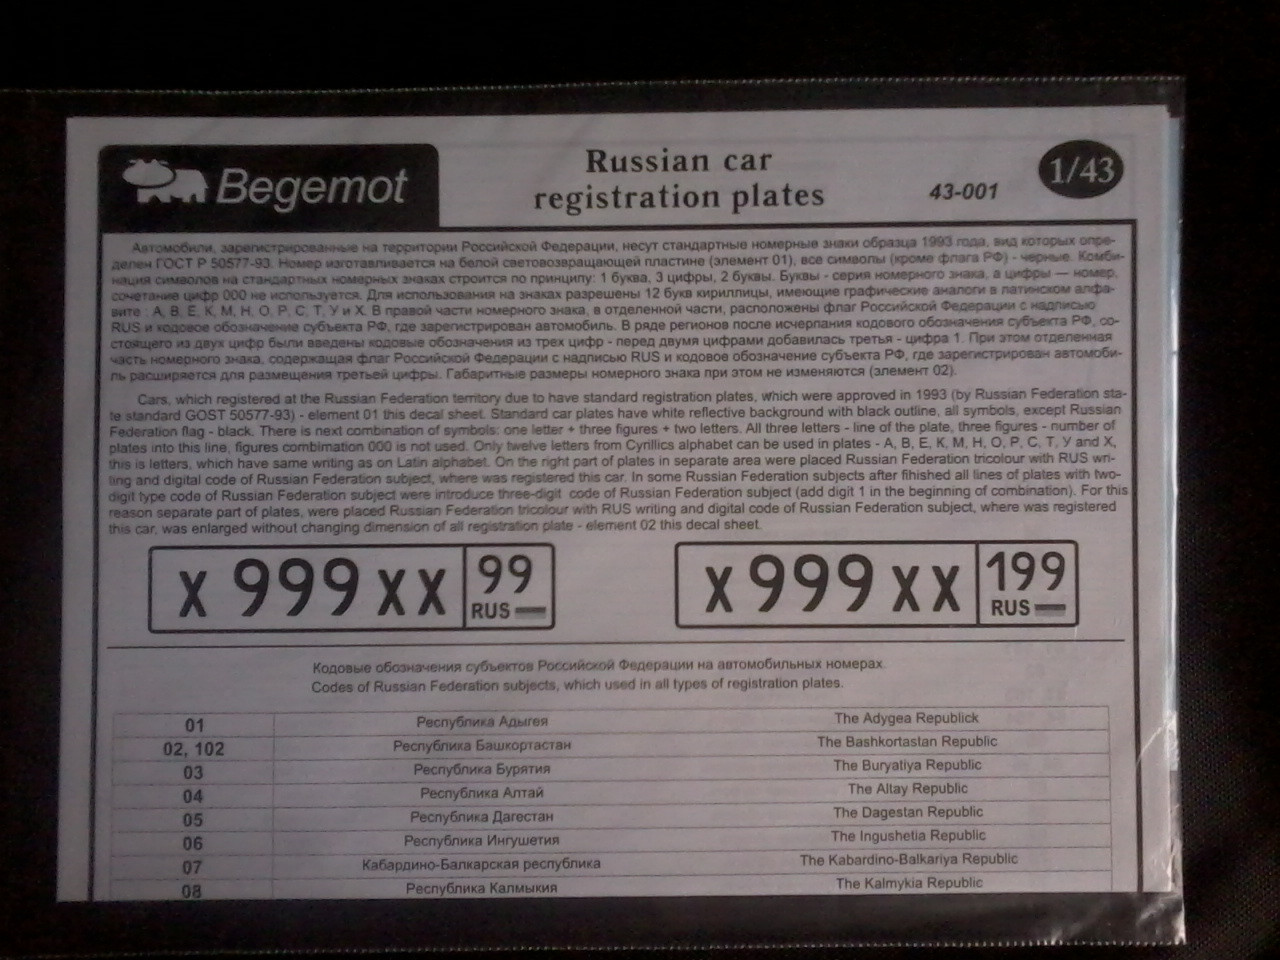 Begemot
Russian car
registration plates
43-001
1/43
Автомобили, зарегистрированные на территории Российской Федерации, несут стандартные номерные знаки образца 1993 года, вид которых опре-
делен ГОСТ Р 50577-93. Номер изготавливается на белой световозвращающей пластине (элемент 01), все символы (кроме флага РФ) - черные. Комби-
нация символов на стандартных номерных знаках строится по принципу: 1 буква, 3 цифры, 2 буквы. Буквы - серия номерного знака, а цифры — номер,
сочетание цифр 000 не используется. Для использования на знаках разрешены 12 букв кириллицы, имеющие графические аналоги в латинском алфа-
вите : А, В, Е, К, М, Н, О, Р, С, Т, У и Х. В правой части номерного знака, в отделенной части, расположены флаг Российской Федерации с надписью
RUS и кодовое обозначение субъекта РФ, где зарегистрирован автомобиль. В ряде регионов после исчерпания кодового обозначения субъекта РФ, со-
стоящего из двух цифр были введены кодовые обозначения из трех цифр - перед двумя цифрами добавилась третья - цифра 1. При этом отделенная
часть номерного знака, содержащая флаг Российской Федерации с надписью RUS и кодовое обозначение субъекта РФ, где зарегистрирован автомоби-
ль расширяется для размещения третьей цифры. Габаритные размеры номерного знака при этом не изменяются (элемент 02).
Cars, which registered at the Russian Federation territory due to have standard registration plates, which were approved in 1993 (by Russian Federation sta-
te standard GOST 50577-93) - element 01 this decal sheet. Standard car plates have white reflective background with black outline, all symbols, except Russian
Federation flag - black. There is next combination of symbols: one letter + three figures + two letters. All three letters - line of the plate, three figures - number of
plates into this line, figures combimation 000 is not used. Only twelve letters from Cyrillics alphabet can be used in plates - А, В, Е, К, М, Н, О, Р, С, Т, У and Х,
this is letters, which have same writing as on Latin alphabet. On the right part of plates in separate area were placed Russian Federation tricolour with RUS wri-
ting and digital code of Russian Federation subject, where was registered this car. In some Russian Federation subjects after fihished all lines of plates with two-
digit type code of Russian Federation subject were introduce three-digit code of Russian Federation subject (add digit 1 in the beginning of combination). For this
reason separate part of plates, were placed Russian Federation tricolour with RUS writing and digital code of Russian Federation subject, where was registered
this car, was enlarged without changing dimension of all registration plate - element 02 this decal sheet.
Х 999 ХХ 99 RUS
Х 999 ХХ 199 RUS
Кодовые обозначения субъектов Российской Федерации на автомобильных номерах.
Codes of Russian Federation subjects, which used in all types of registration plates.
01 Республика Адыгея The Adygea Republick
02, 102 Республика Башкортастан The Bashkortastan Republic
03 Республика Бурятия The Buryatiya Republic
04 Республика Алтай The Altay Republic
05 Республика Дагестан The Dagestan Republic
06 Республика Ингушетия The Ingushetia Republic
07 Кабардино-Балкарская республика The Kabardino-Balkariya Republic
08 Республика Калмыкия The Kalmykia Republic